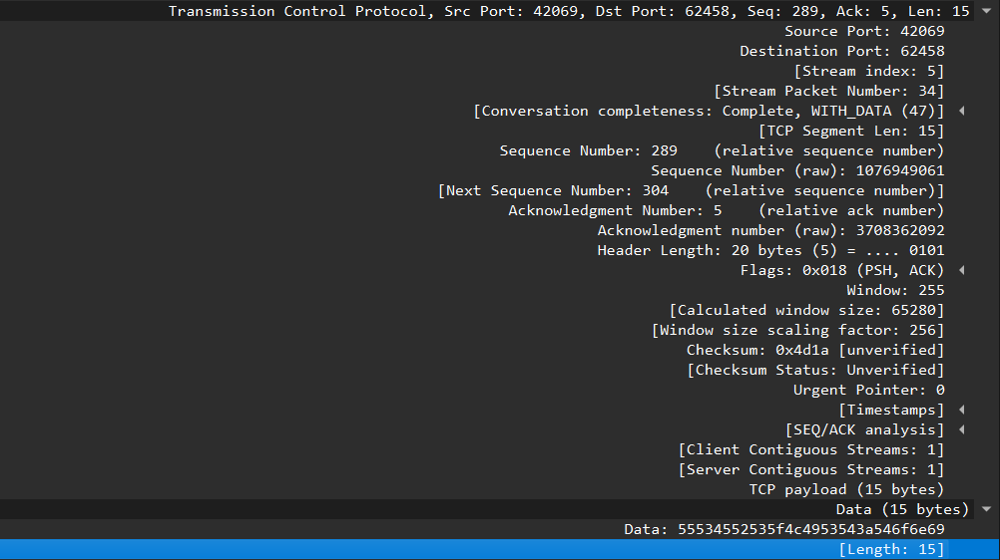 Transmission Control Protocol, Src Port: 42069, Dst Port: 62458, Seq: 289, Ack: 5, Len: 15
Source Port: 42069
Destination Port: 62458
[Stream index: 5]
[Stream Packet Number: 34]
[Conversation completeness: Complete, WITH_DATA (47)]
[TCP Segment Len: 15]
Sequence Number: 289    (relative sequence number)
Sequence Number (raw): 1076949061
[Next Sequence Number: 304    (relative sequence number)]
Acknowledgment Number: 5    (relative ack number)
Acknowledgment number (raw): 3708362092
Header Length: 20 bytes (5) = .... 0101
Flags: 0x018 (PSH, ACK)
Window: 255
[Calculated window size: 65280]
[Window size scaling factor: 256]
Checksum: 0x4d1a [unverified]
[Checksum Status: Unverified]
Urgent Pointer: 0
[Timestamps]
[SEQ/ACK analysis]
[Client Contiguous Streams: 1]
[Server Contiguous Streams: 1]
TCP payload (15 bytes)
Data (15 bytes)
Data: 55534552535f4c4953543a546f6e69
[Length: 15]